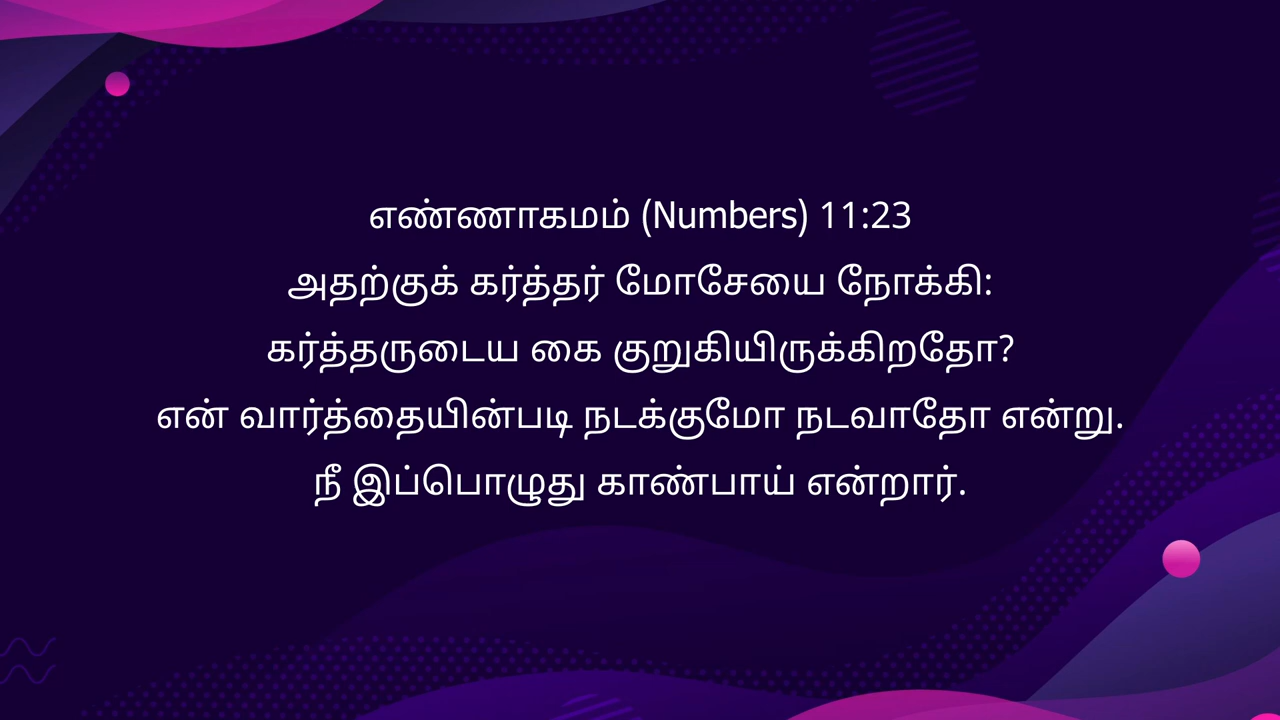 எண்ணாகமம் (Numbers) 11:23
அதற்குக் கர்த்தர் மோசேயை நோக்கி:
கர்த்தருடைய கை குறுகியிருக்கிறதோ?
என் வார்த்தையின்படி நடக்குமோ நடவாதோ என்று.
நீ இப்பொழுது காண்பாய் என்றார்.